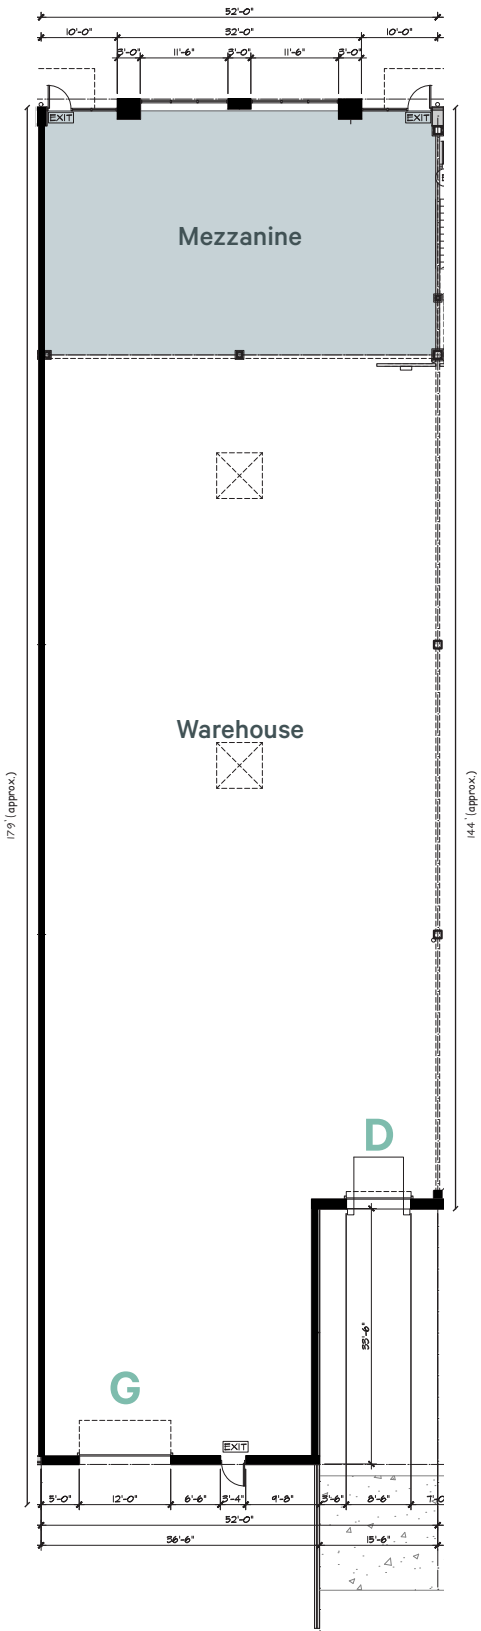 52'-0"
10'-0" 32'-0" 10'-0"
3'-0" 11'-6" 3'-0" 11'-6" 3'-0"
EXIT EXIT
Mezzanine
Warehouse
179' (approx.)
144' (approx.)
D
33'-6"
G
EXIT
5'-0" 12'-0" 6'-6" 3'-4" 9'-8" 3'-6" 8'-6"
52'-0"
36'-6" 15'-6"